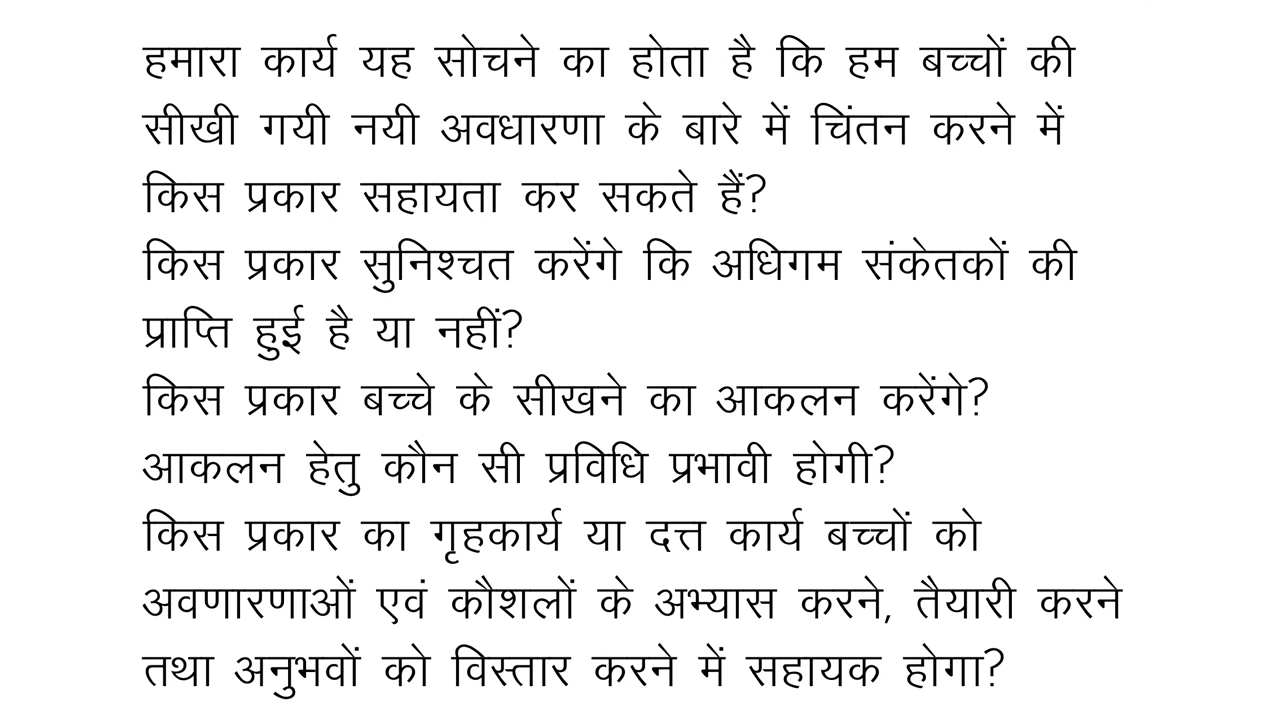 हमारा कार्य यह सोचने का होता है कि हम बच्चों की
सीखी गयी नयी अवधारणा के बारे में चिंतन करने में
किस प्रकार सहायता कर सकते हैं?
किस प्रकार सुनिश्चत करेंगे कि अधिगम संकेतकों की
प्राप्ति हुई है या नहीं?
किस प्रकार बच्चे के सीखने का आकलन करेंगे?
आकलन हेतु कौन सी प्रविधि प्रभावी होगी?
किस प्रकार का गृहकार्य या दत्त कार्य बच्चों को
अवणारणाओं एवं कौशलों के अभ्यास करने, तैयारी करने
तथा अनुभवों को विस्तार करने में सहायक होगा?